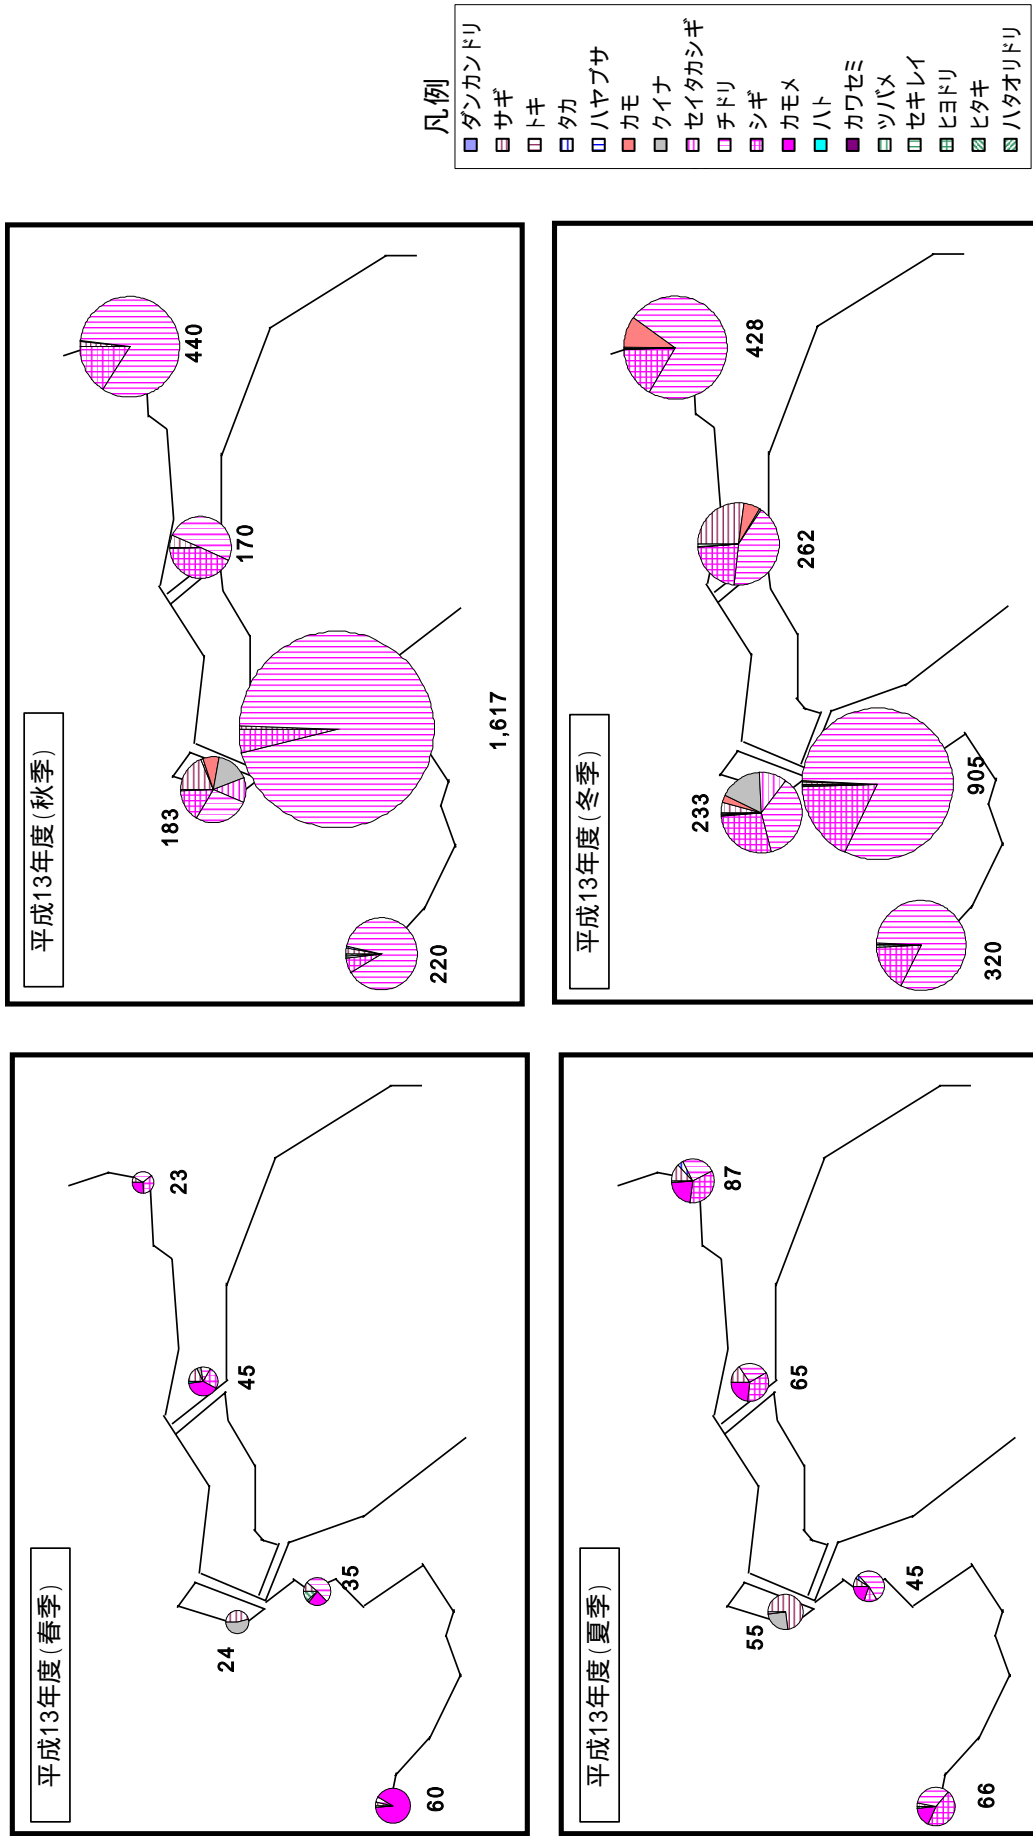 平成13年度(春季)
23
45
35
24
60
平成13年度(秋季)
440
170
1,617
183
220
平成13年度(夏季)
87
65
45
55
66
平成13年度(冬季)
428
262
905
233
320
凡例
ダンカンドリ
サギ
トキ
タカ
ハヤブサ
カモ
クイナ
セイタカシギ
チドリ
シギ
カモメ
ハト
カワセミ
ツバメ
セキレイ
ヒヨドリ
ヒタキ
ハタオリドリ